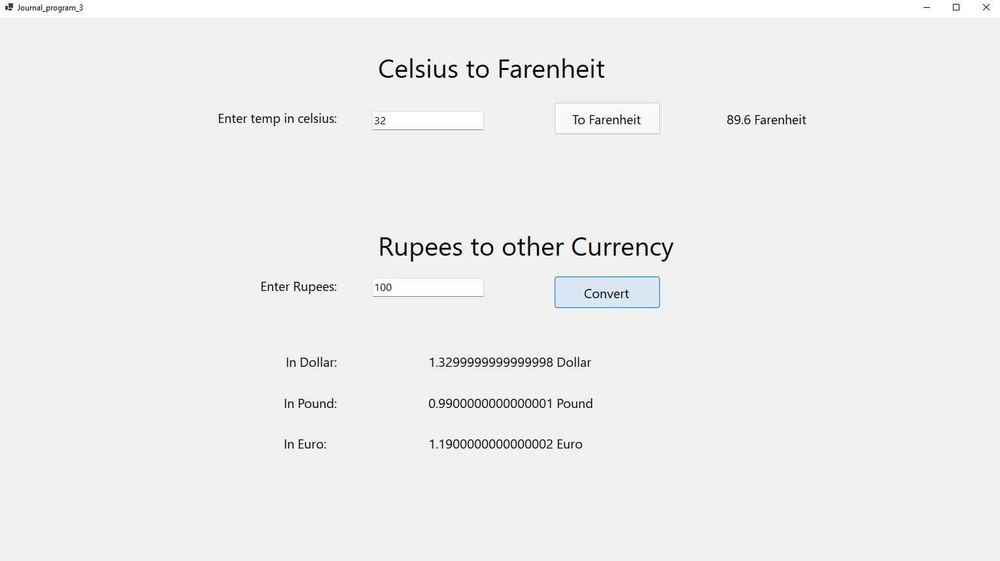 Journal_program_3
Celsius to Farenheit
Enter temp in celsius: 32 To Farenheit 89.6 Farenheit
Rupees to other Currency
Enter Rupees: 100 Convert
In Dollar: 1.3299999999999998 Dollar
In Pound: 0.9900000000000001 Pound
In Euro: 1.1900000000000002 Euro